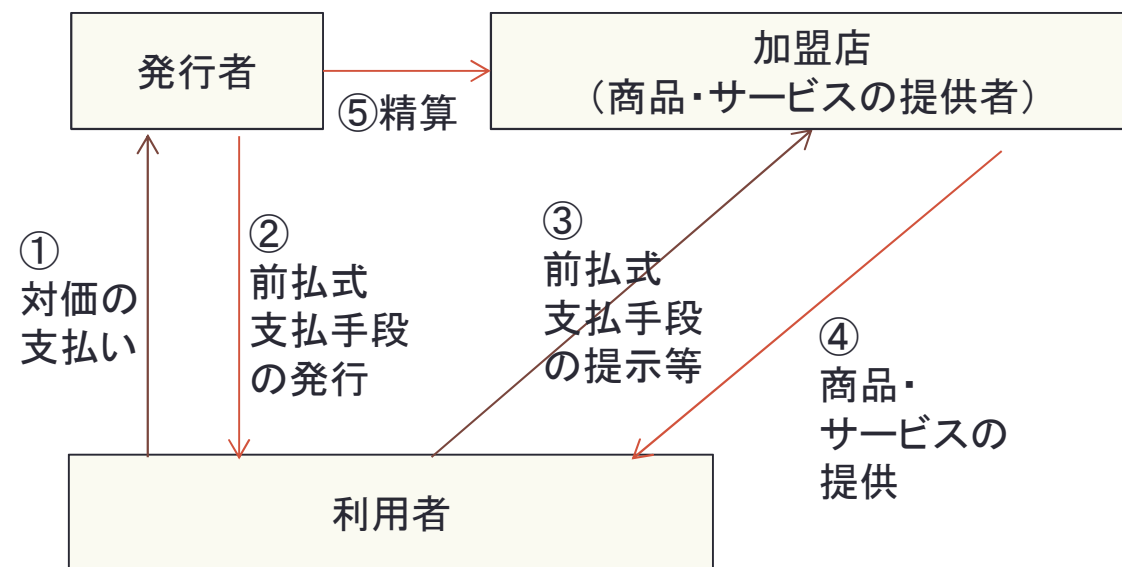 発行者
加盟店
（商品・サービスの提供者）
⑤精算
①
対価の
支払い
②
前払式
支払手段
の発行
③
前払式
支払手段
の提示等
④
商品・
サービスの
提供
利用者